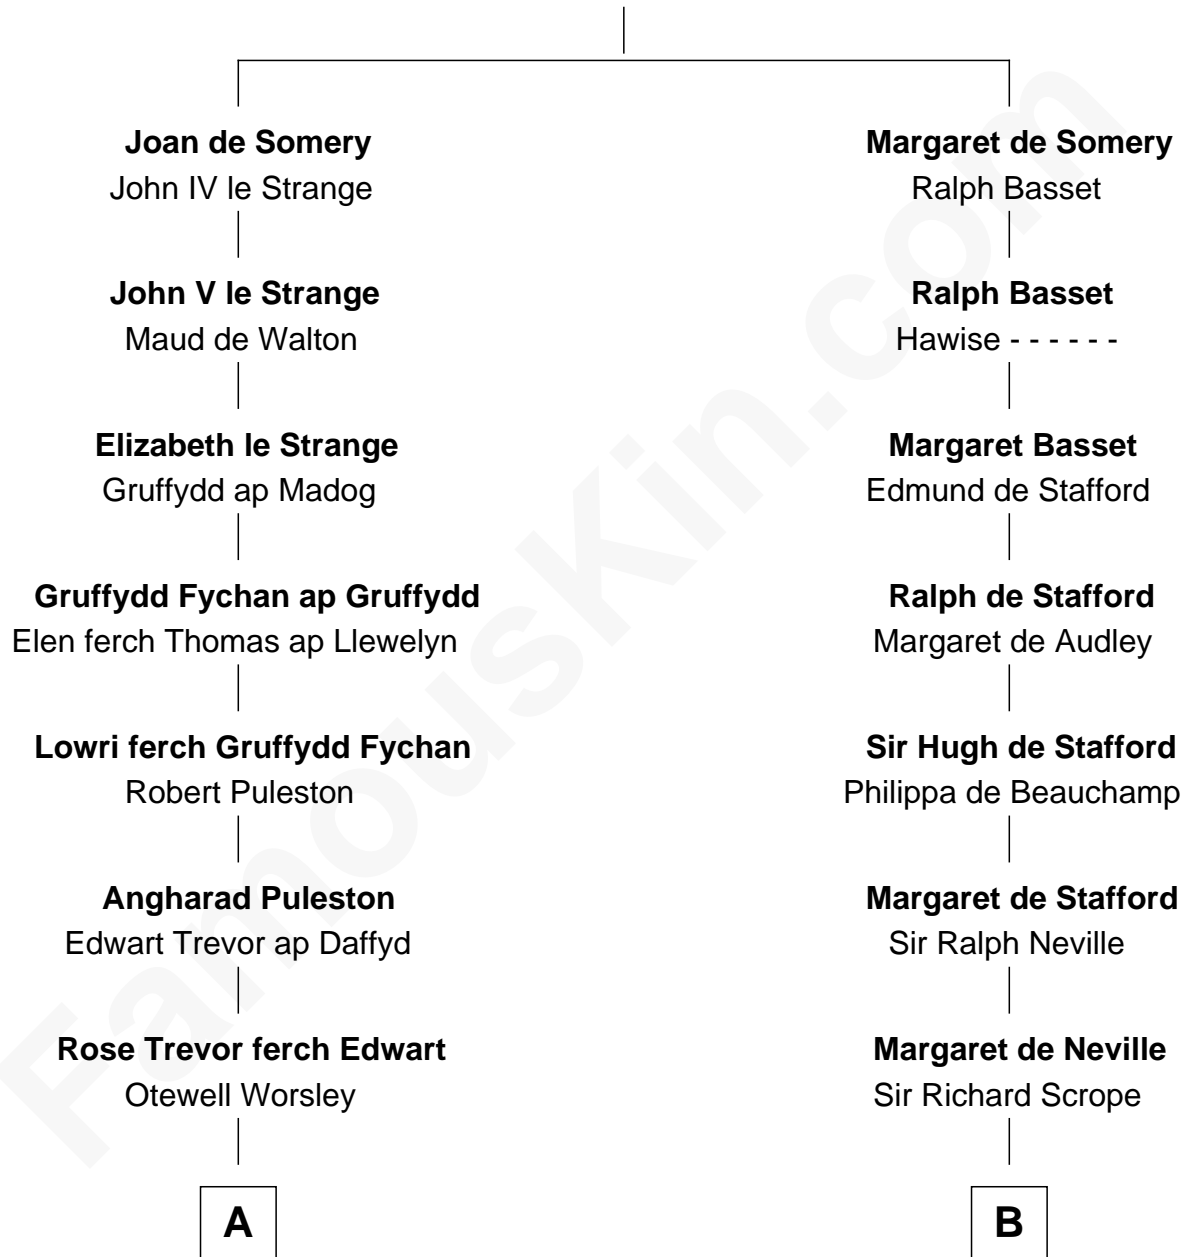 Joan de Somery
John IV le Strange
John V le Strange
Maud de Walton
Elizabeth le Strange
Gruffydd ap Madog
Gruffydd Fychan ap Gruffydd
Elen ferch Thomas ap Llewelyn
Lowri ferch Gruffydd Fychan
Robert Puleston
Angharad Puleston
Edwart Trevor ap Daffyd
Rose Trevor ferch Edwart
Otewell Worsley
A
Margaret de Somery
Ralph Basset
Ralph Basset
Hawise - - - - - -
Margaret Basset
Edmund de Stafford
Ralph de Stafford
Margaret de Audley
Sir Hugh de Stafford
Philippa de Beauchamp
Margaret de Stafford
Sir Ralph Neville
Margaret de Neville
Sir Richard Scrope
B
FamousKin.com